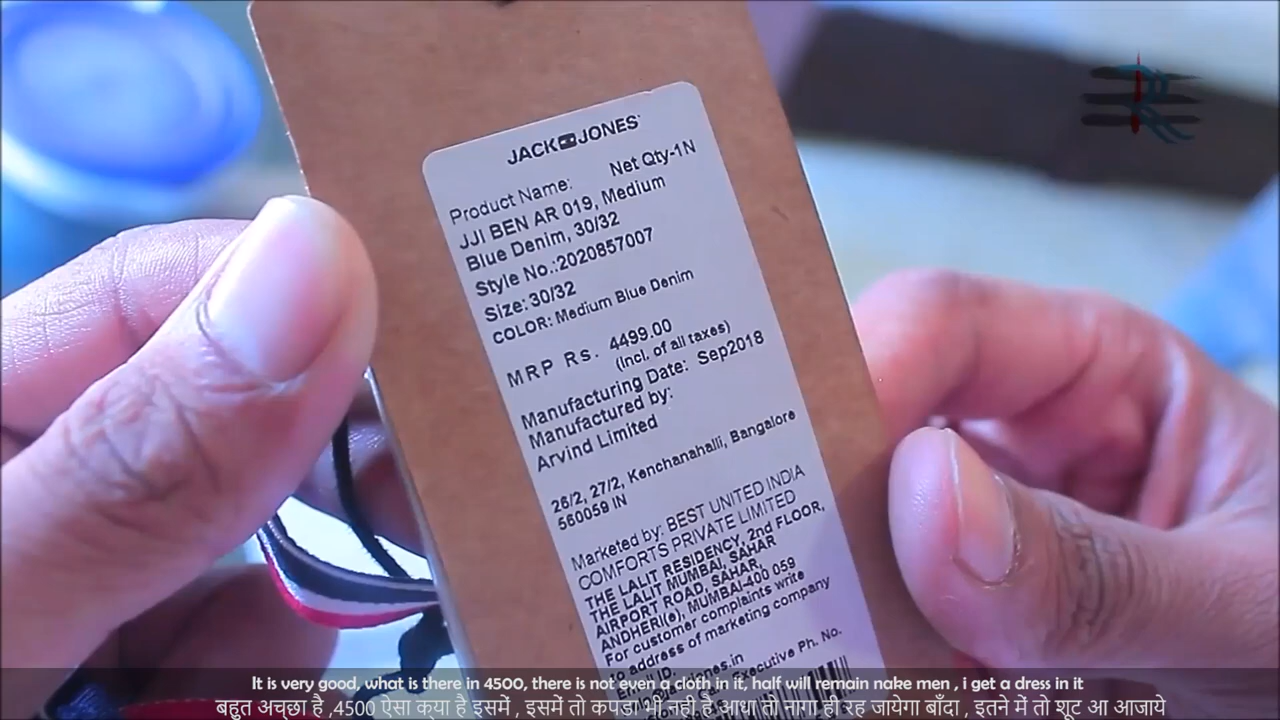 JACK JONES
Net Qty-1N
Product Name:
JJI BEN AR 019, Medium
Blue Denim, 30/32
Style No.:2020857007
Size: 30/32
COLOR: Medium Blue Denim
MRP Rs. 4499.00
(Incl. of all taxes)
Manufacturing Date: Sep2018
Manufactured by:
Arvind Limited
26/2, 27/2, Kenchanahalli, Bangalore
560059 IN
Marketed by: BEST UNITED INDIA
COMFORTS PRIVATE LIMITED
THE LALIT RESIDENCY, 2nd FLOOR,
THE LALIT MUMBAI, SAHAR
AIRPORT ROAD, SAHAR,
ANDHERI(e), MUMBAI-400 059
For customer complaints write
to address of marketing company
Executive Ph. No.
It is very good, what is there in 4500, there is not even a cloth in it, half will remain nake men , i get a dress in it
बहुत अच्छा है ,4500 ऐसा क्या है इसमें , इसमें तो कपडा भी नही है आधा तो नागा ही रह जायेगा बाँदा , इतने में तो शूट आ आजाये